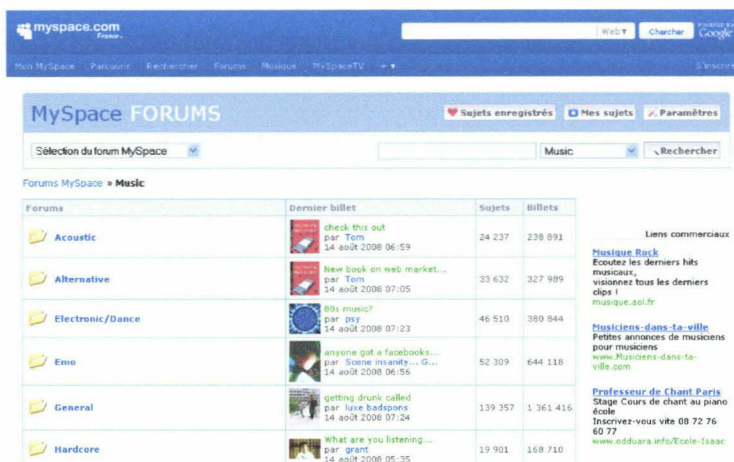 myspace.com
France
Web
Chercher
POWERED BY
Google
Mon MySpace Parcourir Rechercher Forums Musique MySpaceTV
S'inscrire
MySpace FORUMS
Sujets enregistrés
Mes sujets
Paramètres
Sélection du forum MySpace
Music
Rechercher
Forums MySpace » Music
Forums Dernier billet Sujets Billets
Liens commerciaux
Acoustic
check this out
par Tom
14 août 2008 06:59
24 237 238 891
Alternative
New book on web market...
par Tom
14 août 2008 07:05
33 632 327 989
Electronic/Dance
80s music?
par psy
14 août 2008 07:23
46 510 380 844
Emo
anyone got a facebooks...
par Scene insanity... G...
14 août 2008 06:56
52 309 644 118
General
getting drunk called
par luxe badspons
14 août 2008 07:24
139 357 1 361 416
Hardcore
What are you listening...
par grant
14 août 2008 05:35
19 901 168 710
Musique Rock
Ecoutez les derniers hits
musicaux,
visionnez tous les derniers
clips !
musique.aol.fr
Musiciens-dans-ta-ville
Petites annonces de musiciens
pour musiciens
www.Musiciens-dans-ta-
ville.com
Professeur de Chant Paris
Stage Cours de chant au piano
école
Inscrivez-vous vite 08 72 76
60 77
www.odduara.info/Ecole-Isaac